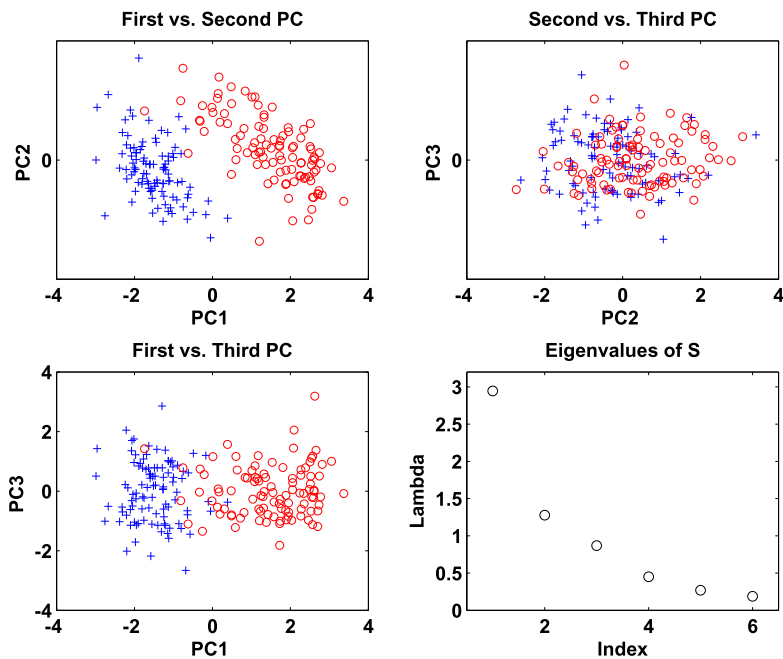 First vs. Second PC
PC2
0
-4
-2
0
2
4
PC1
Second vs. Third PC
PC3
0
-4
-2
0
2
4
PC2
First vs. Third PC
PC3
4
2
0
-2
-4
-4
-2
0
2
4
PC1
Eigenvalues of S
Lambda
3
2.5
2
1.5
1
0.5
0
2
4
6
Index